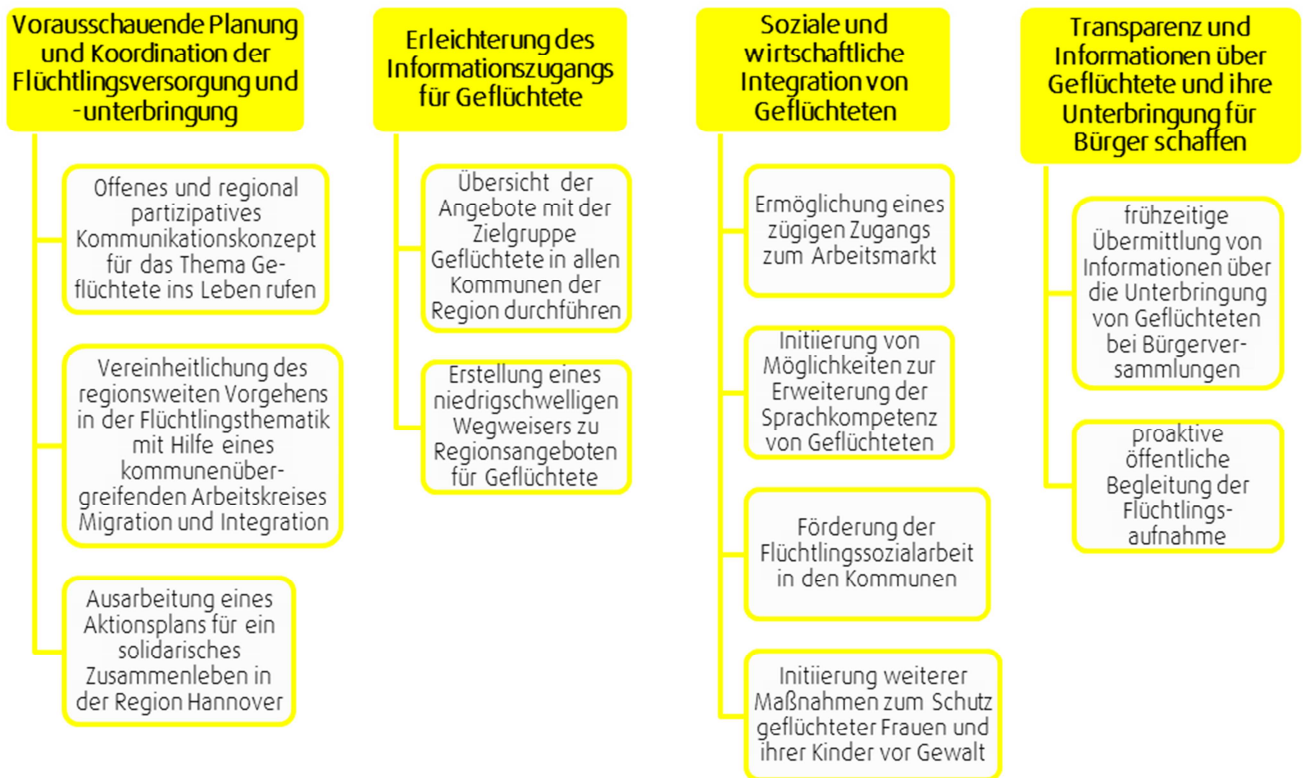 Vorausschauende Planung
und Koordination der
Flüchtlingsversorgung und
-unterbringung
Offenes und regional
partizipatives
Kommunikationskonzept
für das Thema Ge-
flüchtete ins Leben rufen
Vereinheitlichung des
regionsweiten Vorgehens
in der Flüchtlingsthematik
mit Hilfe eines
kommunenüber-
greifenden Arbeitskreises
Migration und Integration
Ausarbeitung eines
Aktionsplans für ein
solidarisches
Zusammenleben in
der Region Hannover
Erleichterung des
Informationszugangs
für Geflüchtete
Übersicht der
Angebote mit der
Zielgruppe
Geflüchtete in allen
Kommunen der
Region durchführen
Erstellung eines
niedrigschwelligen
Wegweisers zu
Regionsangeboten
für Geflüchtete
Soziale und
wirtschaftliche
Integration von
Geflüchteten
Ermöglichung eines
zügigen Zugangs
zum Arbeitsmarkt
Initiierung von
Möglichkeiten zur
Erweiterung der
Sprachkompetenz
von Geflüchteten
Förderung der
Flüchtlingssozialarbeit
in den Kommunen
Initiierung weiterer
Maßnahmen zum Schutz
geflüchteter Frauen und
ihrer Kinder vor Gewalt
Transparenz und
Informationen über
Geflüchtete und ihre
Unterbringung für
Bürger schaffen
frühzeitige
Übermittlung von
Informationen über
die Unterbringung
von Geflüchteten
bei Bürgerver-
sammlungen
proaktive
öffentliche
Begleitung der
Flüchtlings-
aufnahme